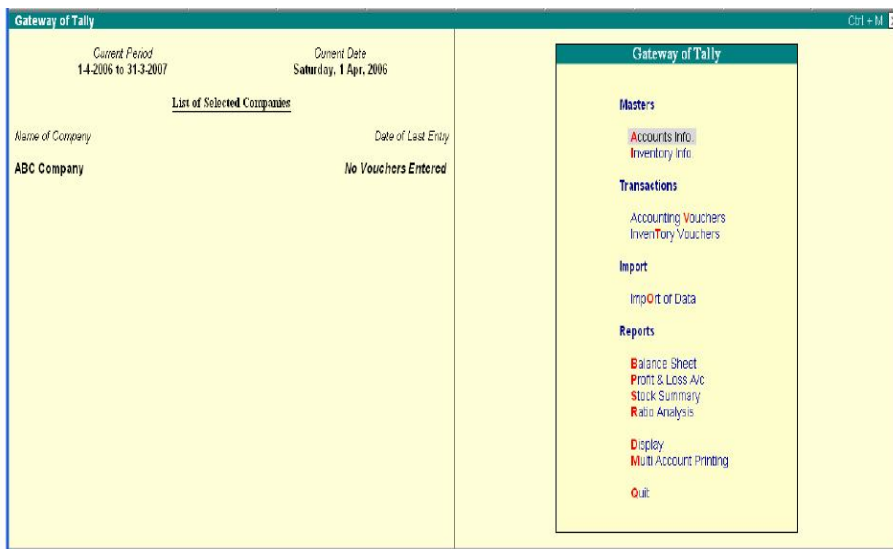 Gateway of Tally
Ctrl + M
Current Period
Current Date
1-4-2006 to 31-3-2007
Saturday, 1 Apr, 2006
List of Selected Companies
Name of Company
Date of Last Entry
ABC Company
No Vouchers Entered
Gateway of Tally
Masters
Accounts Info.
Inventory Info.
Transactions
Accounting Vouchers
InvenTory Vouchers
Import
ImpOrt of Data
Reports
Balance Sheet
Profit & Loss A/c
Stock Summary
Ratio Analysis
Display
Multi Account Printing
Quit